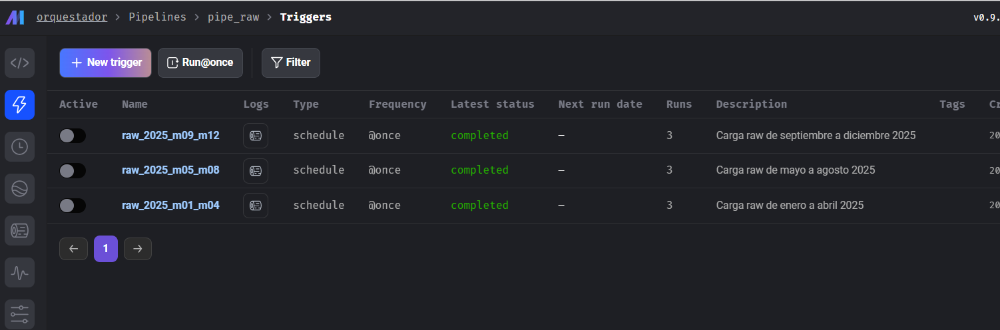 orquestador > Pipelines > pipe_raw > Triggers v0.9.
+ New trigger Run@once Filter
Active Name Logs Type Frequency Latest status Next run date Runs Description Tags Cr
raw_2025_m09_m12 schedule @once completed — 3 Carga raw de septiembre a diciembre 2025 20
raw_2025_m05_m08 schedule @once completed — 3 Carga raw de mayo a agosto 2025 20
raw_2025_m01_m04 schedule @once completed — 3 Carga raw de enero a abril 2025 20
← 1 →